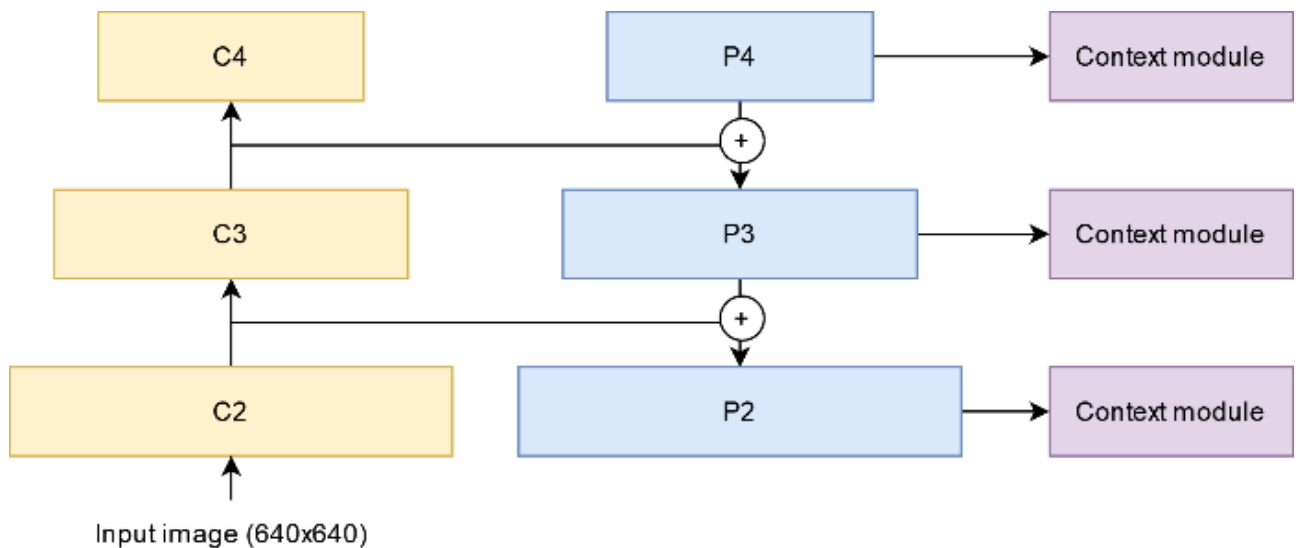 C4
P4
Context module
+
C3
P3
Context module
+
C2
P2
Context module
Input image (640x640)